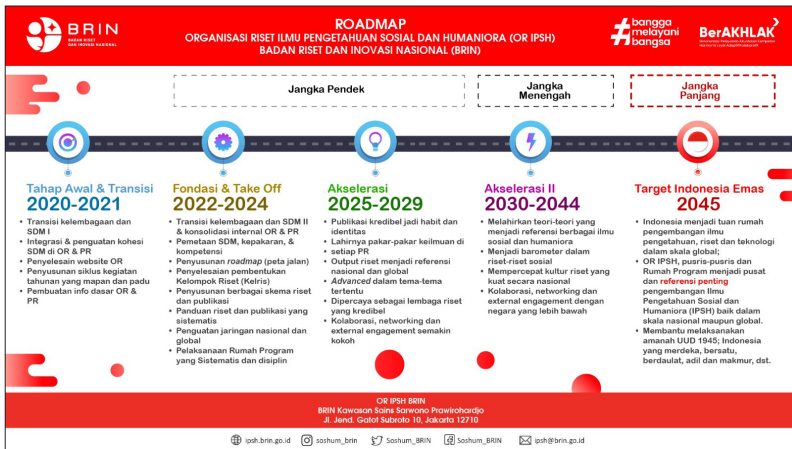 BRIN
BADAN RISET
DAN INOVASI NASIONAL
ROADMAP
ORGANISASI RISET ILMU PENGETAHUAN SOSIAL DAN HUMANIORA (OR IPSH)
BADAN RISET DAN INOVASI NASIONAL (BRIN)
#bangga
melayani
bangsa
BerAKHLAK
Jangka Pendek
Jangka
Menengah
Jangka
Panjang
Tahap Awal & Transisi
2020-2021
• Transisi kelembagaan dan
SDM I
• Integrasi & penguatan kohesi
SDM di OR & PR
• Penyelesain website OR
• Penyusunan siklus kegiatan
tahunan yang mapan dan padu
• Pembuatan info dasar OR &
PR
Fondasi & Take Off
2022-2024
• Transisi kelembagaan dan SDM II
& konsolidasi internal OR & PR
• Pemetaan SDM, kepakaran, &
kompetensi
• Penyusunan roadmap (peta jalan)
• Penyelesaian pembentukan
Kelompok Riset (Kelris)
• Penyusunan berbagai skema riset
dan publikasi
• Panduan riset dan publikasi yang
sistematis
• Penguatan jaringan nasional dan
global
• Pelaksanaan Rumah Program
yang Sistematis dan disiplin
Akselerasi
2025-2029
• Publikasi kredibel jadi habit dan
identitas
• Lahirnya pakar-pakar keilmuan di
setiap PR
• Output riset menjadi referensi
nasional dan global
• Advanced dalam tema-tema
tertentu
• Dipercaya sebagai lembaga riset
yang kredibel
• Kolaborasi, networking dan
external engagement semakin
kokoh
Akselerasi II
2030-2044
• Melahirkan teori-teori yang
menjadi referensi berbagai ilmu
sosial dan humaniora
• Menjadi barometer dalam
riset-riset sosial
• Mempercepat kultur riset yang
kuat secara nasional
• Kolaborasi, networking dan
external engagement dengan
negara yang lebih bawah
Target Indonesia Emas
2045
• Indonesia menjadi tuan rumah
pengembangan ilmu
pengetahuan, riset dan teknologi
dalam skala global;
• OR IPSH, pusris-pusris dan
Rumah Program menjadi pusat
dan referensi penting
pengembangan Ilmu
Pengetahuan Sosial dan
Humaniora (IPSH) baik dalam
skala nasional maupun global.
• Membantu melaksanakan
amanah UUD 1945; Indonesia
yang merdeka, bersatu,
berdaulat, adil dan makmur, dst.
OR IPSH BRIN
BRIN Kawasan Sains Sarwono Prawirohardjo
Jl. Jend. Gatot Subroto 10, Jakarta 12710
ipsh.brin.go.id soshum_brin Soshum_BRIN Soshum_BRIN ipsh@brin.go.id